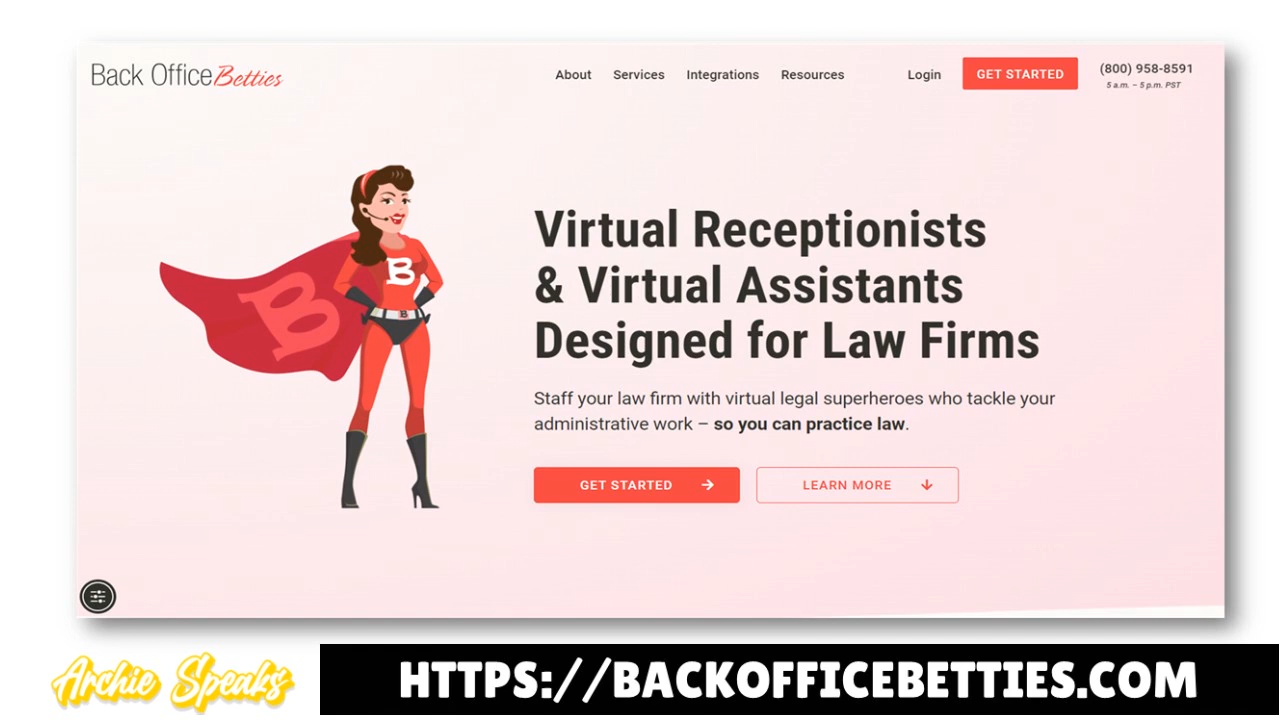 Back Office Betties
About Services Integrations Resources Login GET STARTED (800) 958-8591
5 a.m. – 5 p.m. PST
B
B
B
Virtual Receptionists
& Virtual Assistants
Designed for Law Firms
Staff your law firm with virtual legal superheroes who tackle your
administrative work – so you can practice law.
GET STARTED LEARN MORE
Archie Speaks
HTTPS://BACKOFFICEBETTIES.COM